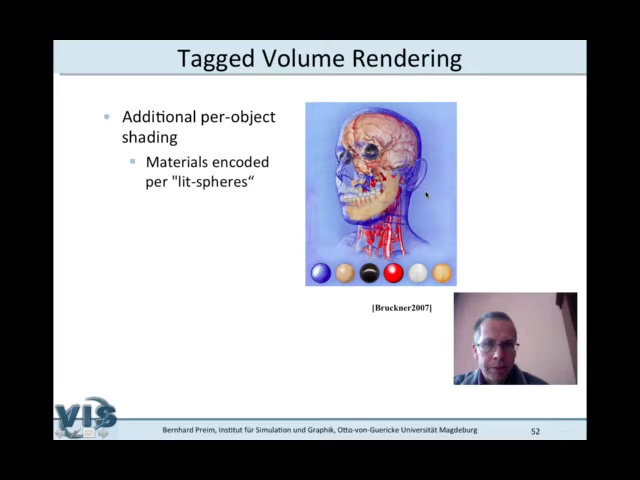 Tagged Volume Rendering
Additional per-object
shading
Materials encoded
per "lit-spheres“
[Bruckner2007]
VIS
Bernhard Preim, Institut für Simulation und Graphik, Otto-von-Guericke Universität Magdeburg
52